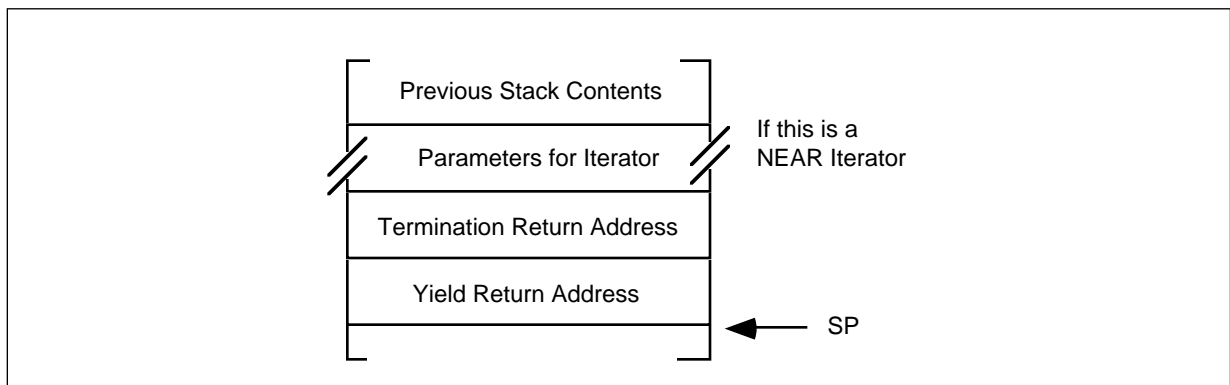 Previous Stack Contents
If this is a
NEAR Iterator
Parameters for Iterator
Termination Return Address
Yield Return Address
SP